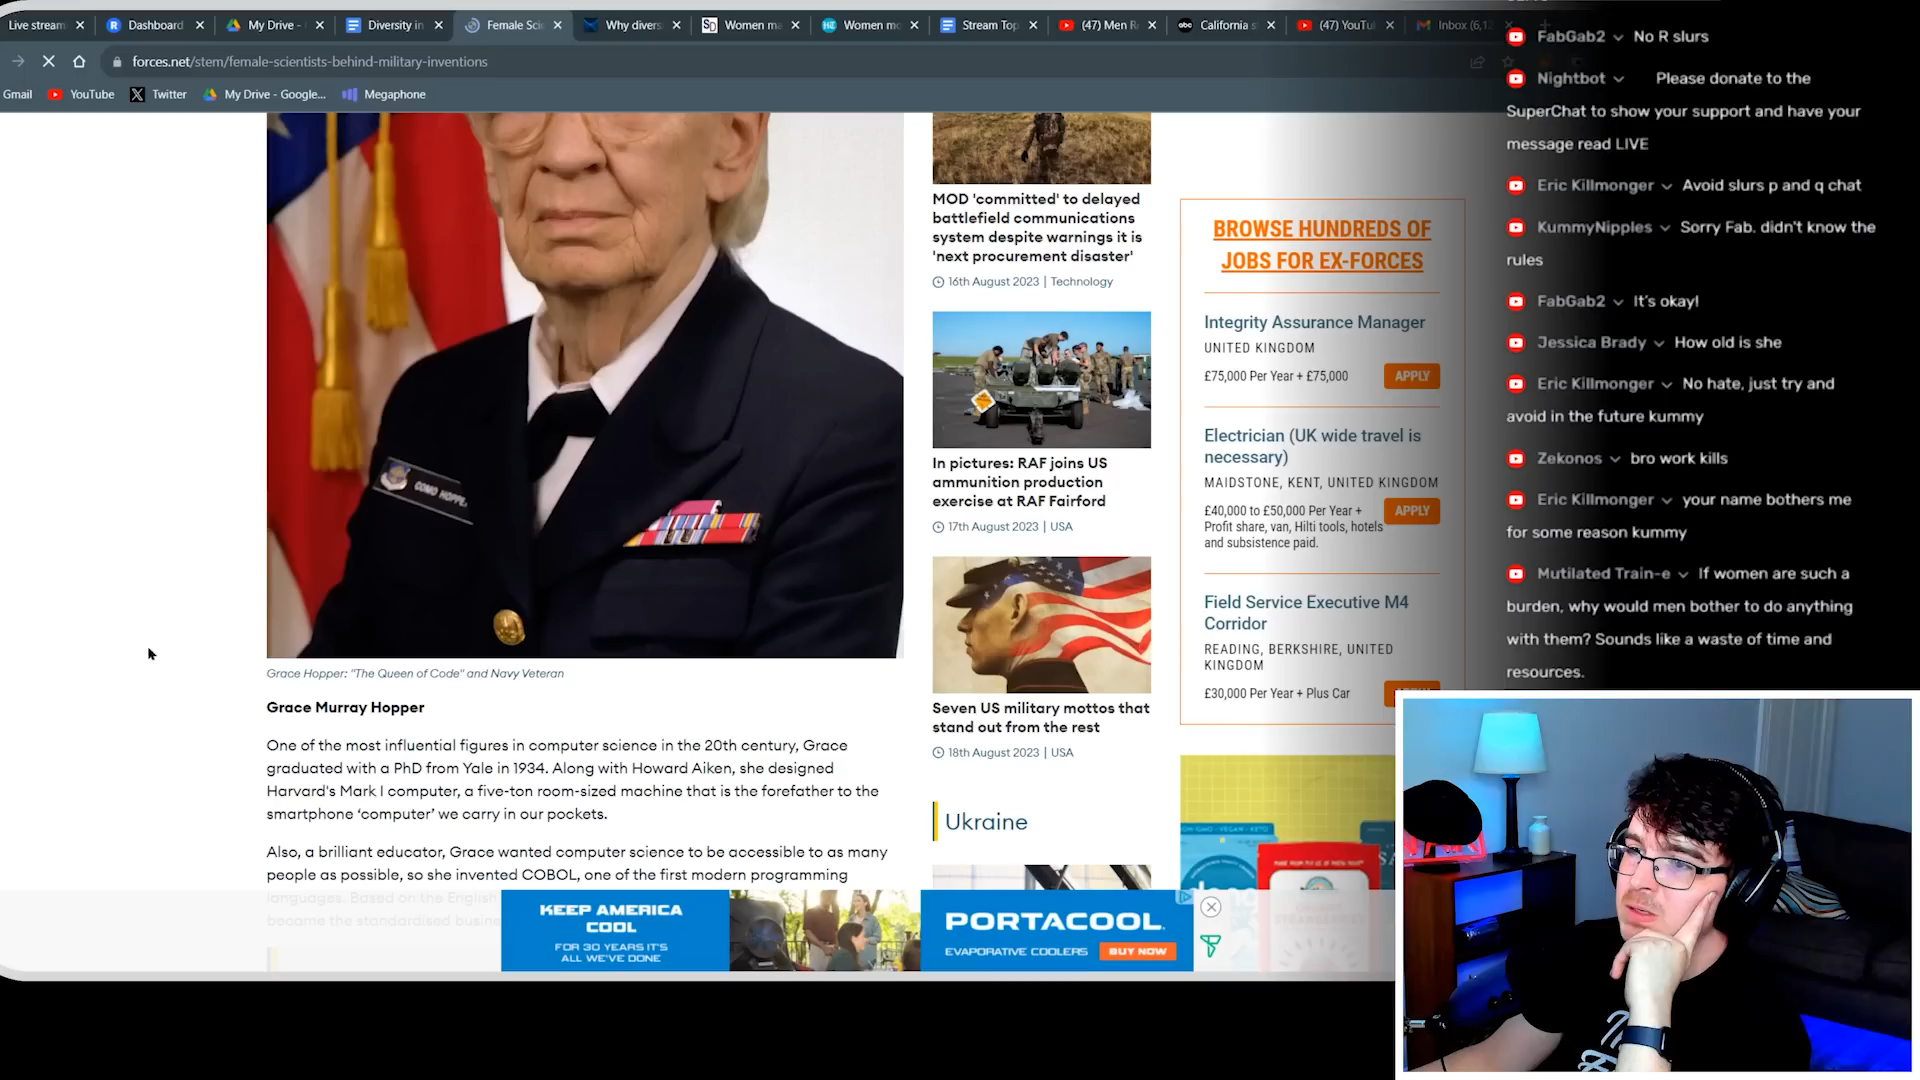 Live stream
Dashboard
My Drive -
Diversity in
Female Sci
Why divers
Women ma
Women mo
Stream Top
(47) Men R
California s
(47) YouTu
Inbox (6,12
forces.net/stem/female-scientists-behind-military-inventions
Gmail
YouTube
Twitter
My Drive - Google...
Megaphone
COMO HOPPE
Grace Hopper: "The Queen of Code" and Navy Veteran
Grace Murray Hopper
One of the most influential figures in computer science in the 20th century, Grace
graduated with a PhD from Yale in 1934. Along with Howard Aiken, she designed
Harvard's Mark I computer, a five-ton room-sized machine that is the forefather to the
smartphone ‘computer’ we carry in our pockets.
Also, a brilliant educator, Grace wanted computer science to be accessible to as many
people as possible, so she invented COBOL, one of the first modern programming
languages. Based on the English
became the standardised busine
MOD 'committed' to delayed
battlefield communications
system despite warnings it is
'next procurement disaster'
16th August 2023 | Technology
In pictures: RAF joins US
ammunition production
exercise at RAF Fairford
17th August 2023 | USA
Seven US military mottos that
stand out from the rest
18th August 2023 | USA
Ukraine
BROWSE HUNDREDS OF
JOBS FOR EX-FORCES
Integrity Assurance Manager
UNITED KINGDOM
£75,000 Per Year + £75,000
APPLY
Electrician (UK wide travel is
necessary)
MAIDSTONE, KENT, UNITED KINGDOM
£40,000 to £50,000 Per Year +
Profit share, van, Hilti tools, hotels
and subsistence paid.
APPLY
Field Service Executive M4
Corridor
READING, BERKSHIRE, UNITED
KINGDOM
£30,000 Per Year + Plus Car
KEEP AMERICA
COOL
FOR 30 YEARS IT'S
ALL WE'VE DONE
PORTACOOL
EVAPORATIVE COOLERS
BUY NOW
FabGab2 No R slurs
Nightbot Please donate to the
SuperChat to show your support and have your
message read LIVE
Eric Killmonger Avoid slurs p and q chat
KummyNipples Sorry Fab. didn't know the
rules
FabGab2 It's okay!
Jessica Brady How old is she
Eric Killmonger No hate, just try and
avoid in the future kummy
Zekonos bro work kills
Eric Killmonger your name bothers me
for some reason kummy
Mutilated Train-e If women are such a
burden, why would men bother to do anything
with them? Sounds like a waste of time and
resources.